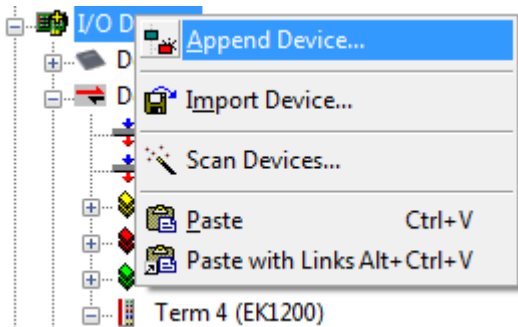 I/O D
Append Device...
D
D
Import Device...
Scan Devices...
Paste Ctrl+V
Paste with Links Alt+Ctrl+V
Term 4 (EK1200)